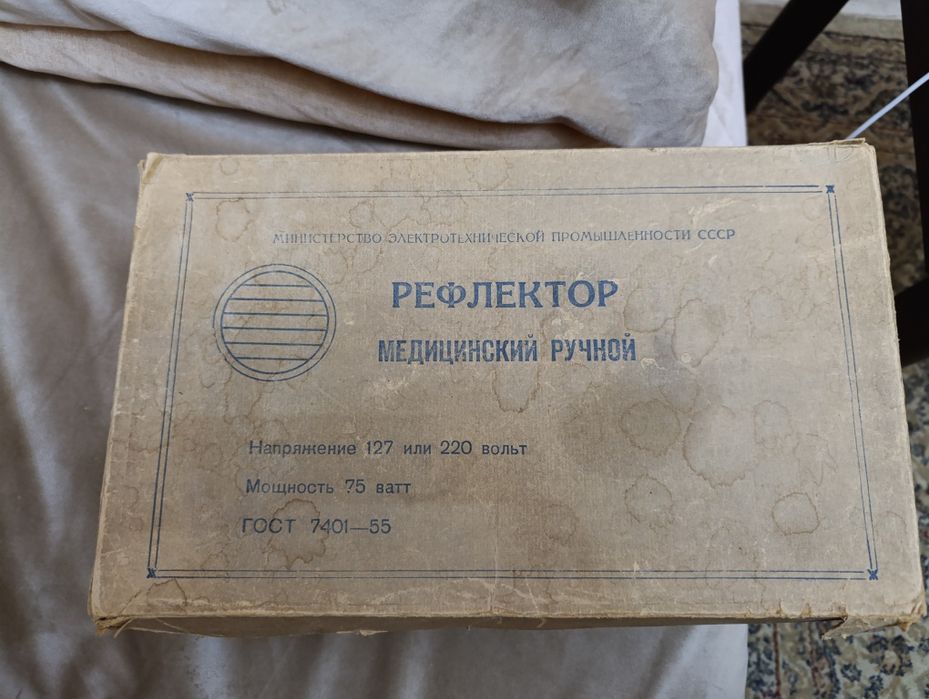 МИНИСТЕРСТВО ЭЛЕКТРОТЕХНИЧЕСКОЙ ПРОМЫШЛЕННОСТИ СССР
РЕФЛЕКТОР
МЕДИЦИНСКИЙ РУЧНОЙ
Напряжение 127 или 220 вольт
Мощность 75 ватт
ГОСТ 7401—55